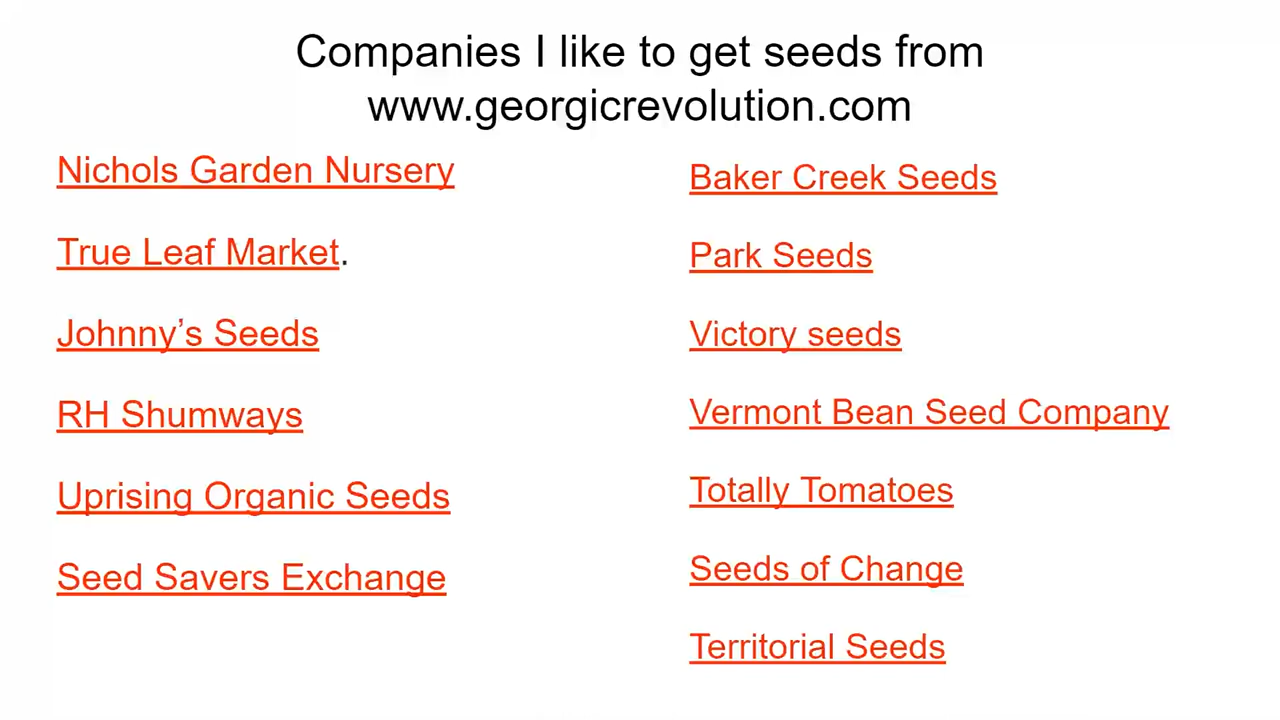 Companies I like to get seeds from
www.georgicrevolution.com
Nichols Garden Nursery
True Leaf Market.
Johnny’s Seeds
RH Shumways
Uprising Organic Seeds
Seed Savers Exchange
Baker Creek Seeds
Park Seeds
Victory seeds
Vermont Bean Seed Company
Totally Tomatoes
Seeds of Change
Territorial Seeds